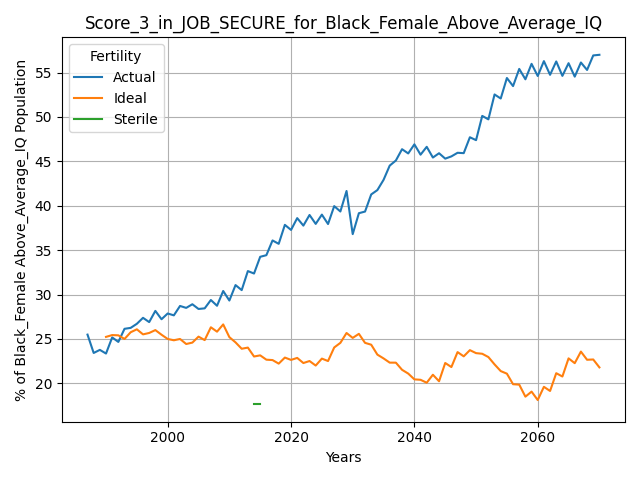 Score_3_in_JOB_SECURE_for_Black_Female_Above_Average_IQ
Fertility
Actual
Ideal
Sterile
% of Black_Female Above_Average_IQ Population
55
50
45
40
35
30
25
20
2000
2020
2040
2060
Years